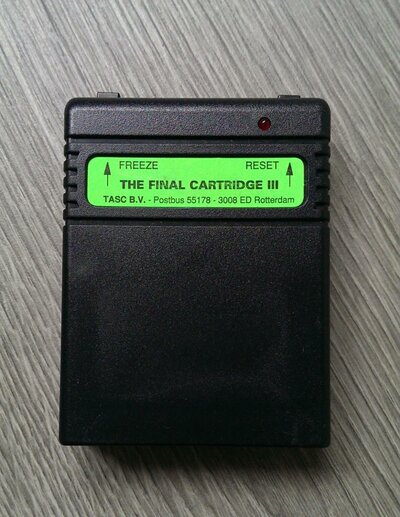 FREEZE RESET
THE FINAL CARTRIDGE III
TASC B.V. - Postbus 55178 - 3008 ED Rotterdam